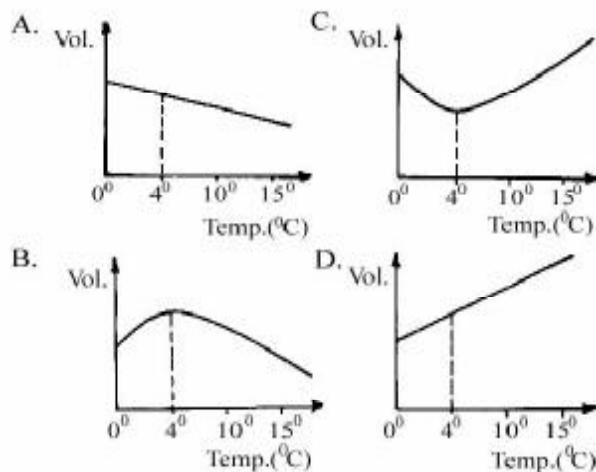 A.
Vol.
0⁰ 4⁰ 10⁰ 15⁰
Temp.(⁰C)
C.
Vol.
0⁰ 4⁰ 10⁰ 15⁰
Temp.(⁰C)
B.
Vol.
0⁰ 4⁰ 10⁰ 15⁰
Temp.(⁰C)
D.
Vol.
0⁰ 4⁰ 10⁰ 15⁰
Temp.(⁰C)